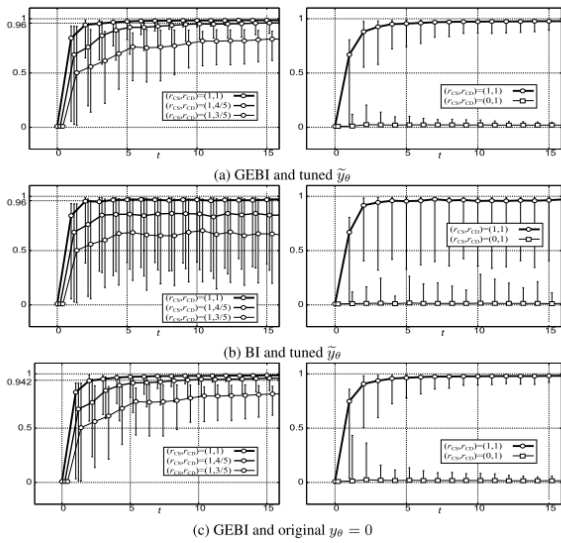 1
0.96
0.5
0
(r_CS,r_CD)=(1,1)
(r_CS,r_CD)=(1,4/5)
(r_CS,r_CD)=(1,3/5)
0 5 10 15
t
1
0.5
0
(r_CS,r_CD)=(1,1)
(r_CS,r_CD)=(0,1)
0 5 10 15
t
(a) GEBI and tuned ỹ_θ
1
0.96
0.5
0
(r_CS,r_CD)=(1,1)
(r_CS,r_CD)=(1,4/5)
(r_CS,r_CD)=(1,3/5)
0 5 10 15
t
1
0.5
0
(r_CS,r_CD)=(1,1)
(r_CS,r_CD)=(0,1)
0 5 10 15
t
(b) BI and tuned ỹ_θ
1
0.942
0.5
0
(r_CS,r_CD)=(1,1)
(r_CS,r_CD)=(1,4/5)
(r_CS,r_CD)=(1,3/5)
0 5 10 15
t
1
0.5
0
(r_CS,r_CD)=(1,1)
(r_CS,r_CD)=(0,1)
0 5 10 15
t
(c) GEBI and original y_θ = 0